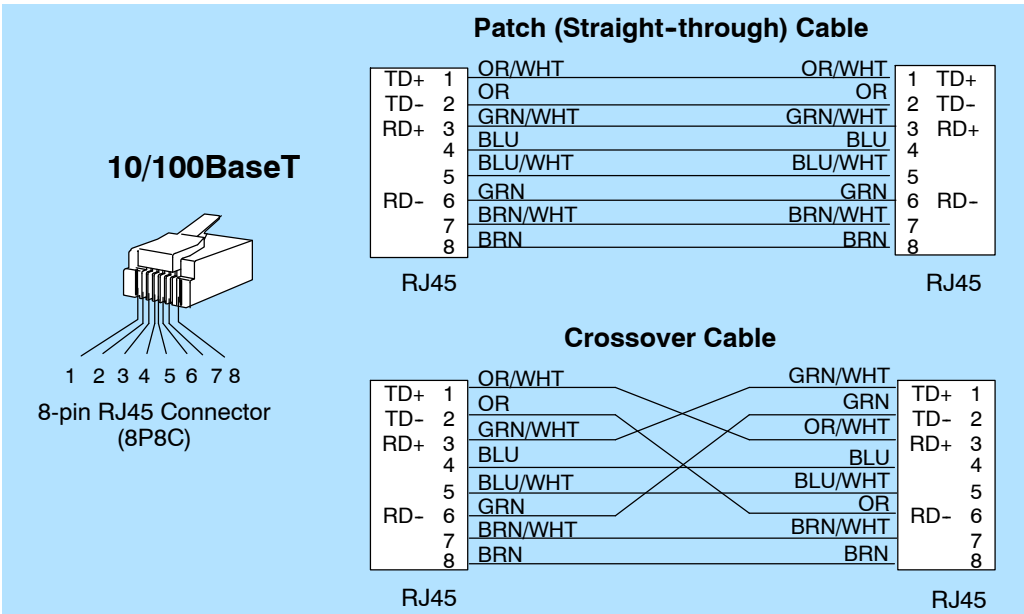 Patch (Straight-through) Cable
TD+ 1 OR/WHT OR/WHT 1 TD+
TD- 2 OR OR 2 TD-
RD+ 3 GRN/WHT GRN/WHT 3 RD+
4 BLU BLU 4
5 BLU/WHT BLU/WHT 5
RD- 6 GRN GRN 6 RD-
7 BRN/WHT BRN/WHT 7
8 BRN BRN 8
RJ45 RJ45
10/100BaseT
1 2 3 4 5 6 7 8
8-pin RJ45 Connector
(8P8C)
Crossover Cable
TD+ 1 OR/WHT GRN/WHT TD+ 1
TD- 2 OR GRN TD- 2
RD+ 3 GRN/WHT OR/WHT RD+ 3
4 BLU BLU 4
5 BLU/WHT BLU/WHT 5
RD- 6 GRN OR RD- 6
7 BRN/WHT BRN/WHT 7
8 BRN BRN 8
RJ45 RJ45